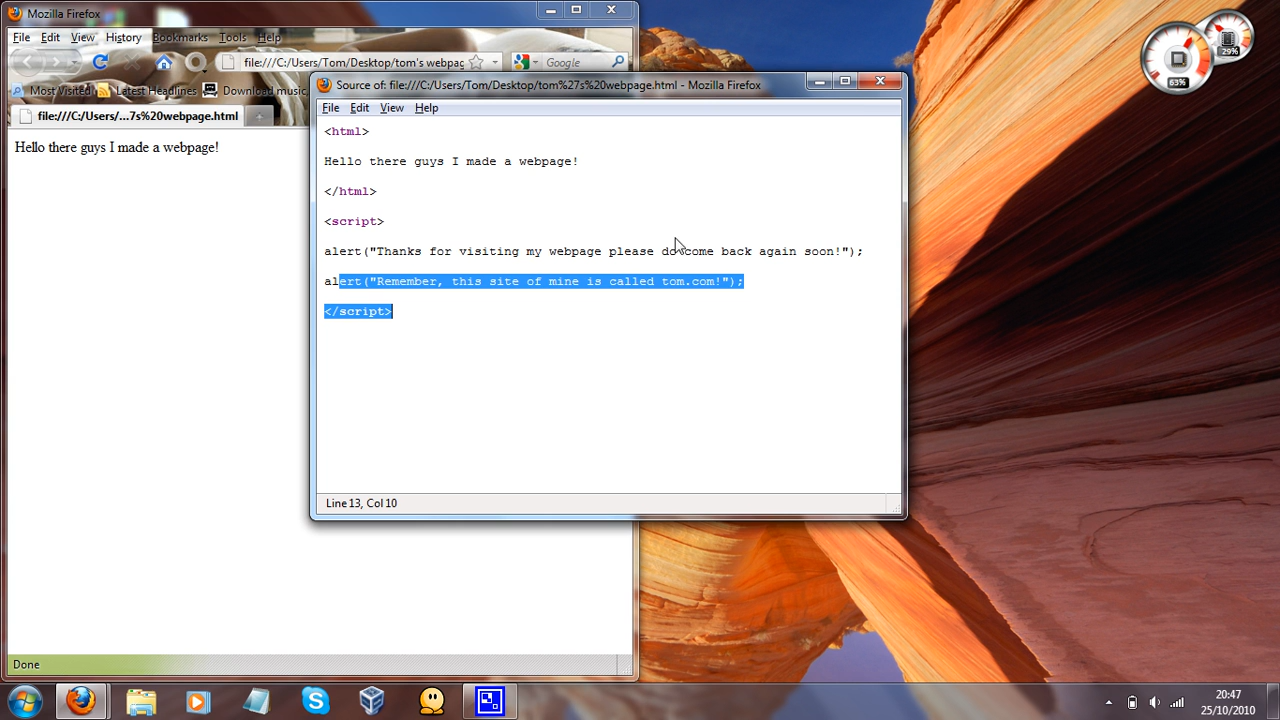 Mozilla Firefox
File Edit View History Bookmarks Tools Help
file:///C:/Users/Tom/Desktop/tom's webpag
Google
Most Visited Latest Headlines Download music
file:///C:/Users/...7s%20webpage.html
Hello there guys I made a webpage!
Done
Source of: file:///C:/Users/Tom/Desktop/tom%27s%20webpage.html - Mozilla Firefox
File Edit View Help
<html>
Hello there guys I made a webpage!
</html>
<script>
alert("Thanks for visiting my webpage please do come back again soon!");
alert("Remember, this site of mine is called tom.com!");
</script>
Line 13, Col 10
63%
29%
20:47
25/10/2010